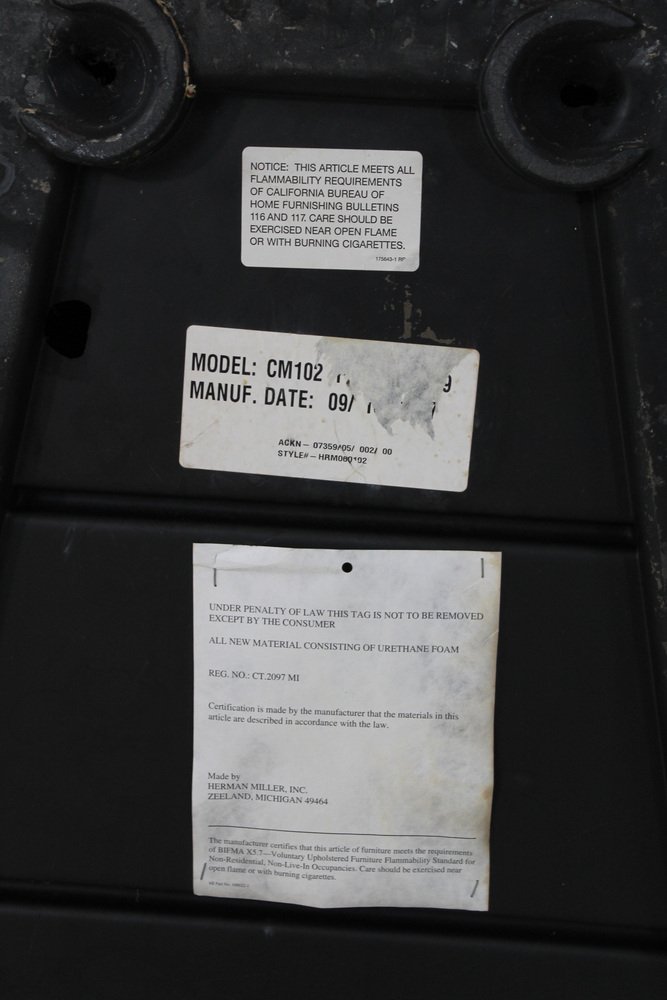 NOTICE: THIS ARTICLE MEETS ALL
FLAMMABILITY REQUIREMENTS
OF CALIFORNIA BUREAU OF
HOME FURNISHING BULLETINS
116 AND 117. CARE SHOULD BE
EXERCISED NEAR OPEN FLAME
OR WITH BURNING CIGARETTES.
175643-1 RP
MODEL: CM102
MANUF. DATE: 09/
ACKN – 07359/05/ 002/ 00
STYLE# – HRM000102
UNDER PENALTY OF LAW THIS TAG IS NOT TO BE REMOVED
EXCEPT BY THE CONSUMER
ALL NEW MATERIAL CONSISTING OF URETHANE FOAM
REG. NO.: CT.2097 MI
Certification is made by the manufacturer that the materials in this
article are described in accordance with the law.
Made by
HERMAN MILLER, INC.
ZEELAND, MICHIGAN 49464
The manufacturer certifies that this article of furniture meets the requirements
of BIFMA X5.7—Voluntary Upholstered Furniture Flammability Standard for
Non-Residential, Non-Live-In Occupancies. Care should be exercised near
open flame or with burning cigarettes.